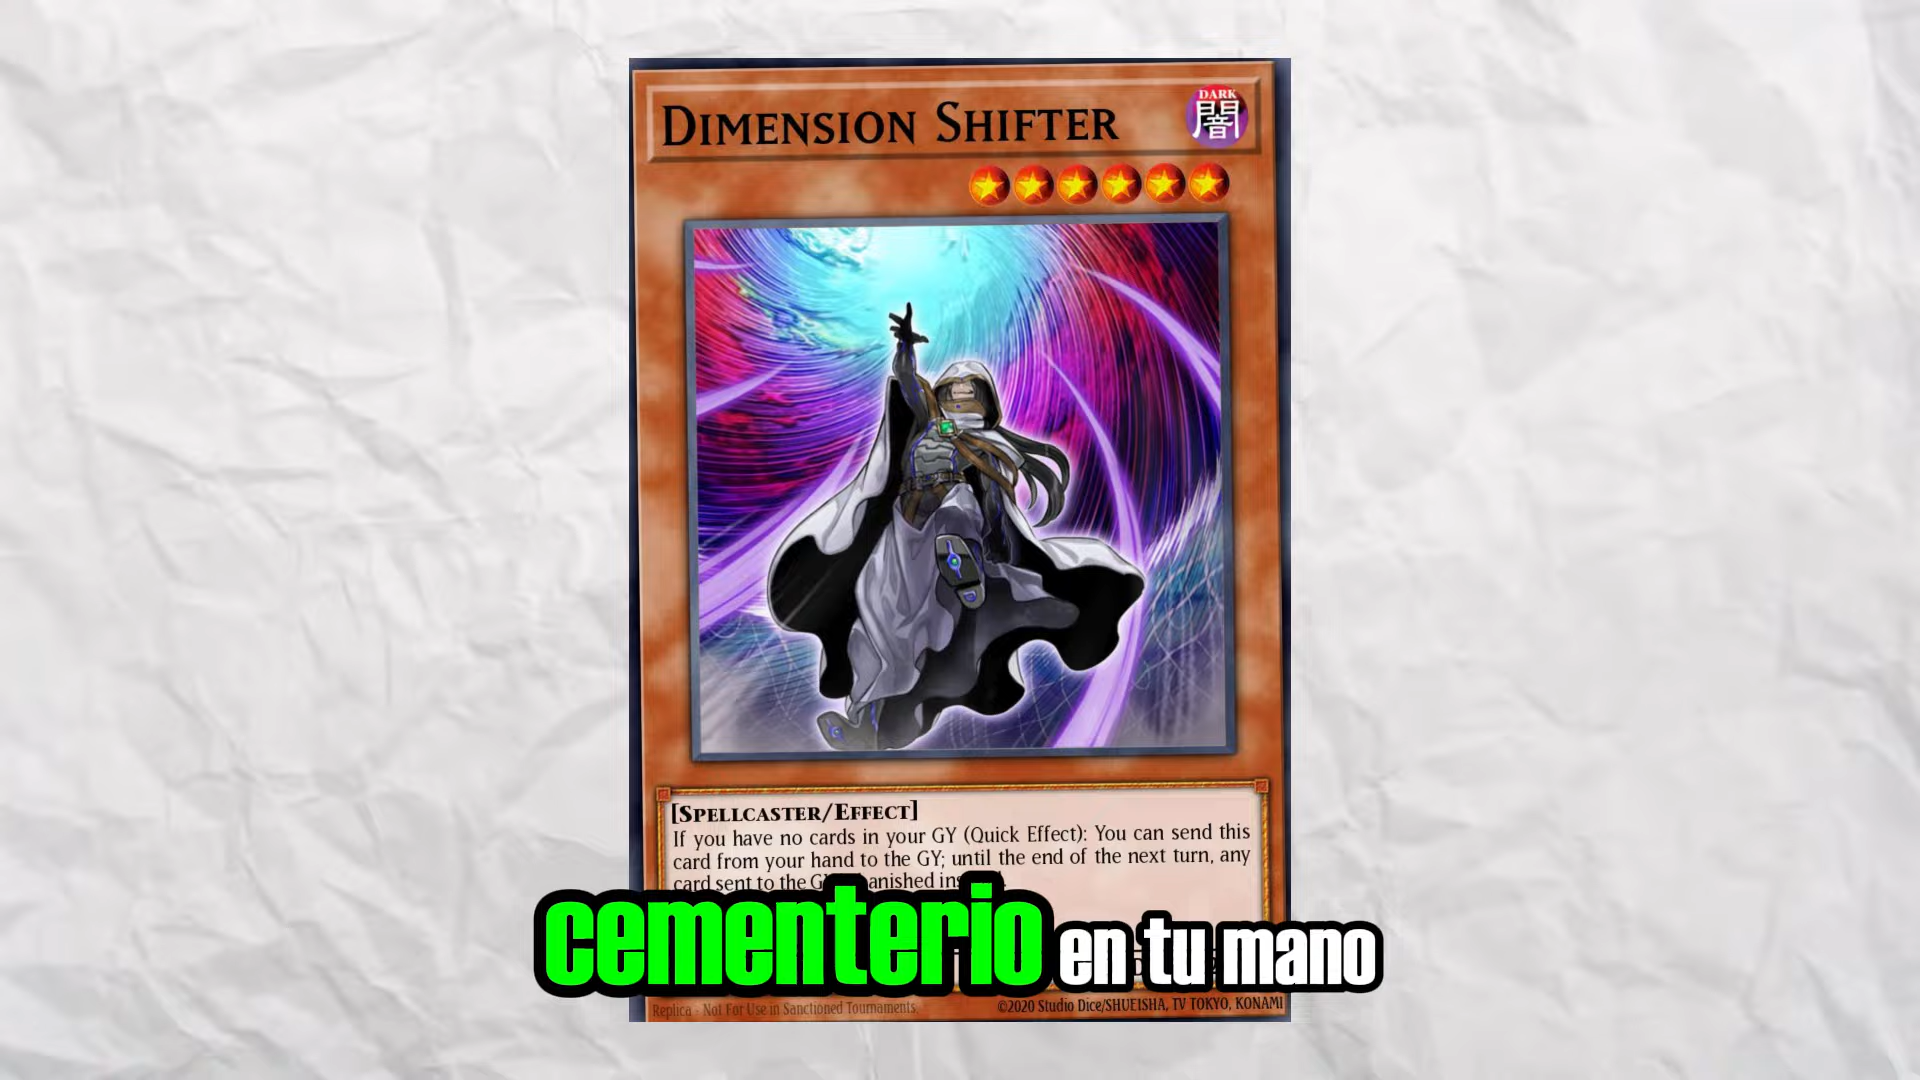 DIMENSION SHIFTER
DARK
闇
[SPELLCASTER/EFFECT]
If you have no cards in your GY (Quick Effect): You can send this
card from your hand to the GY; until the end of the next turn, any
card sent to the
cementerio en tu mano
Replica - Not For Use in Sanctioned Tournaments.
©2020 Studio Dice/SHUEISHA, TV TOKYO, KONAMI